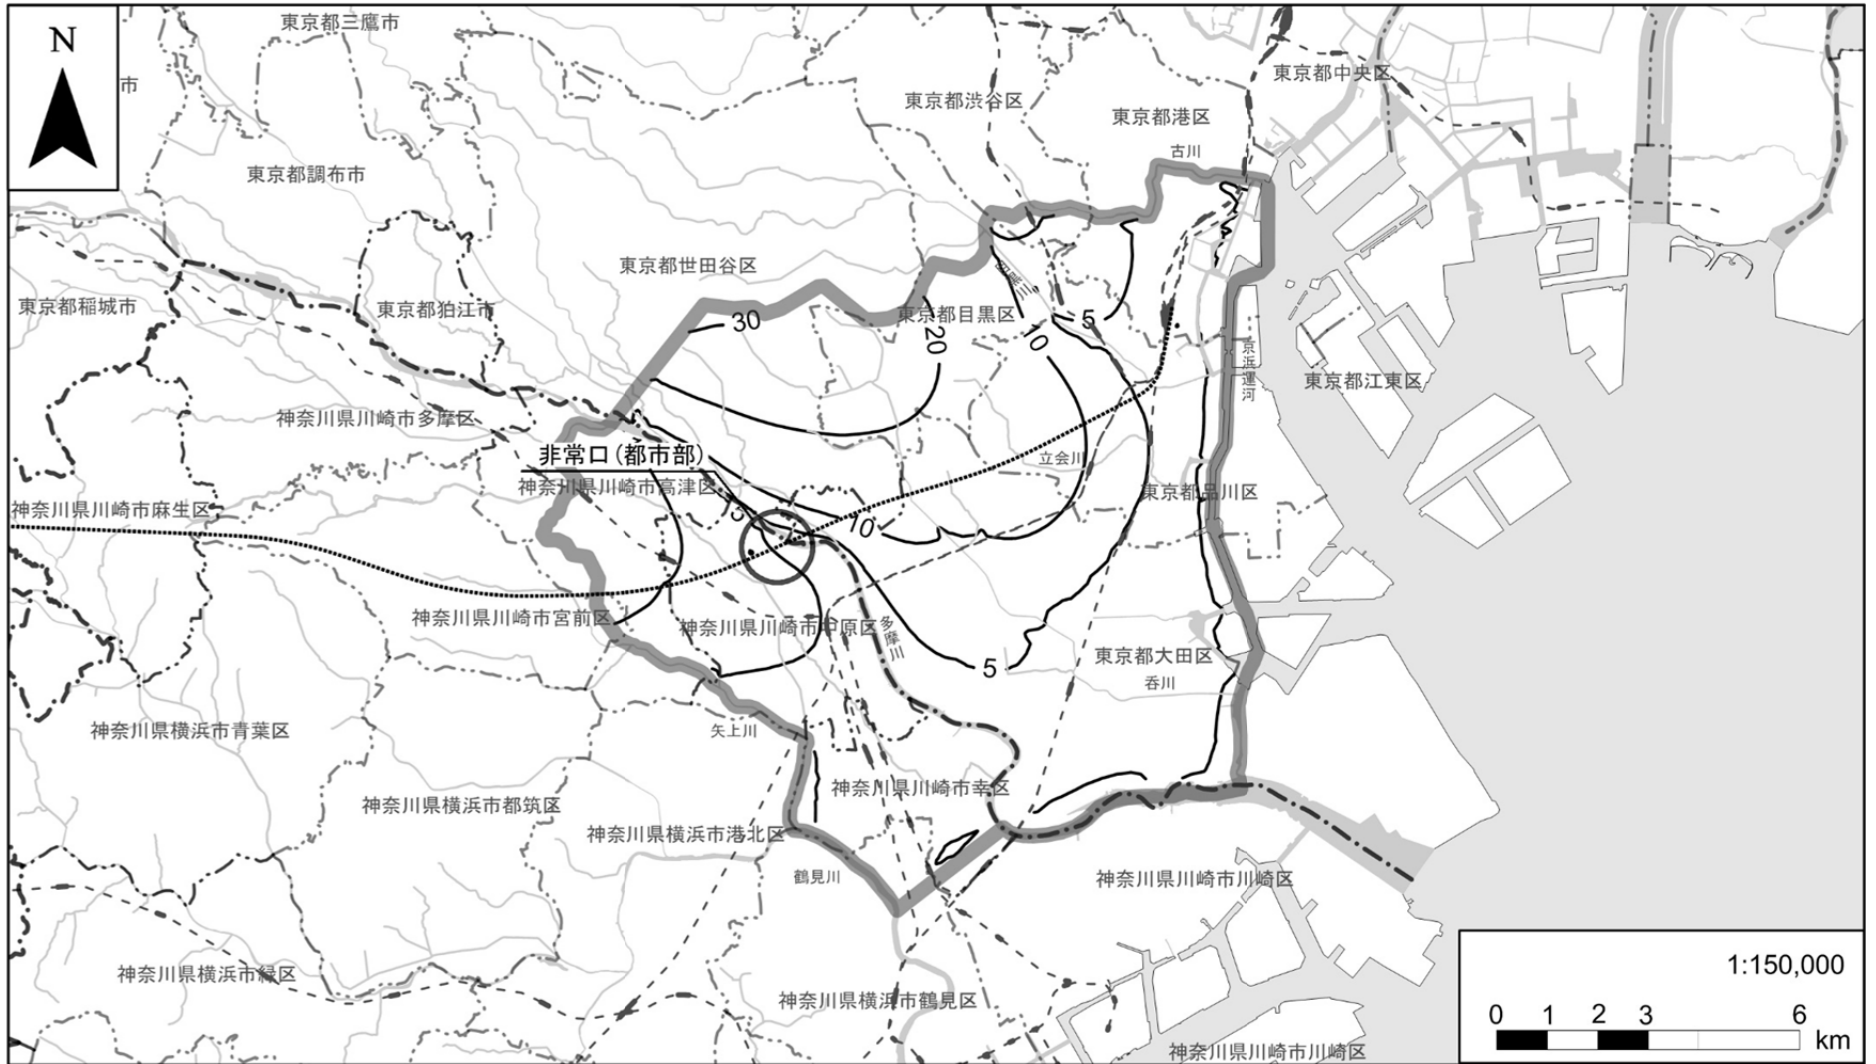 N
市
東京都三鷹市
東京都中央区
東京都渋谷区
東京都港区
古川
東京都調布市
東京都世田谷区
東京都稲城市
東京都狛江市
東京都目黒区
30
20
10
5
京浜運河
東京都江東区
神奈川県川崎市多摩区
非常口（都市部）
立会川
神奈川県川崎市高津区
東京都品川区
神奈川県川崎市麻生区
10
神奈川県川崎市宮前区
神奈川県川崎市中原区
多摩川
東京都大田区
5
呑川
神奈川県横浜市青葉区
矢上川
神奈川県川崎市幸区
神奈川県横浜市都筑区
神奈川県横浜市港北区
鶴見川
神奈川県川崎市川崎区
神奈川県横浜市緑区
神奈川県横浜市鶴見区
神奈川県川崎市川崎区
1:150,000
0 1 2 3 6
km